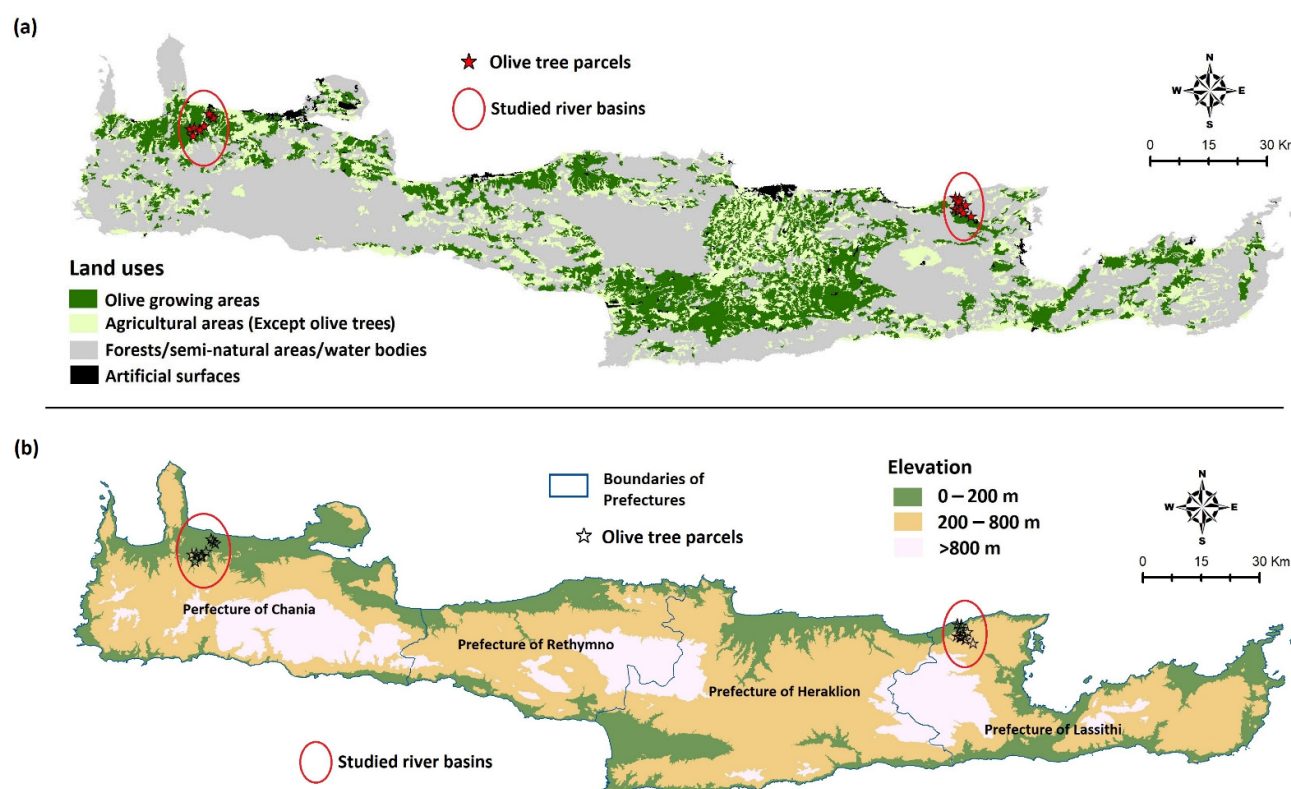 (a)
Olive tree parcels
Studied river basins
N
W E
S
0 15 30 Km
Land uses
Olive growing areas
Agricultural areas (Except olive trees)
Forests/semi-natural areas/water bodies
Artificial surfaces
(b)
Boundaries of
Prefectures
Olive tree parcels
Elevation
0 – 200 m
200 – 800 m
>800 m
N
W E
S
0 15 30 Km
Perfecture of Chania
Prefecture of Rethymno
Prefecture of Heraklion
Prefecture of Lassithi
Studied river basins